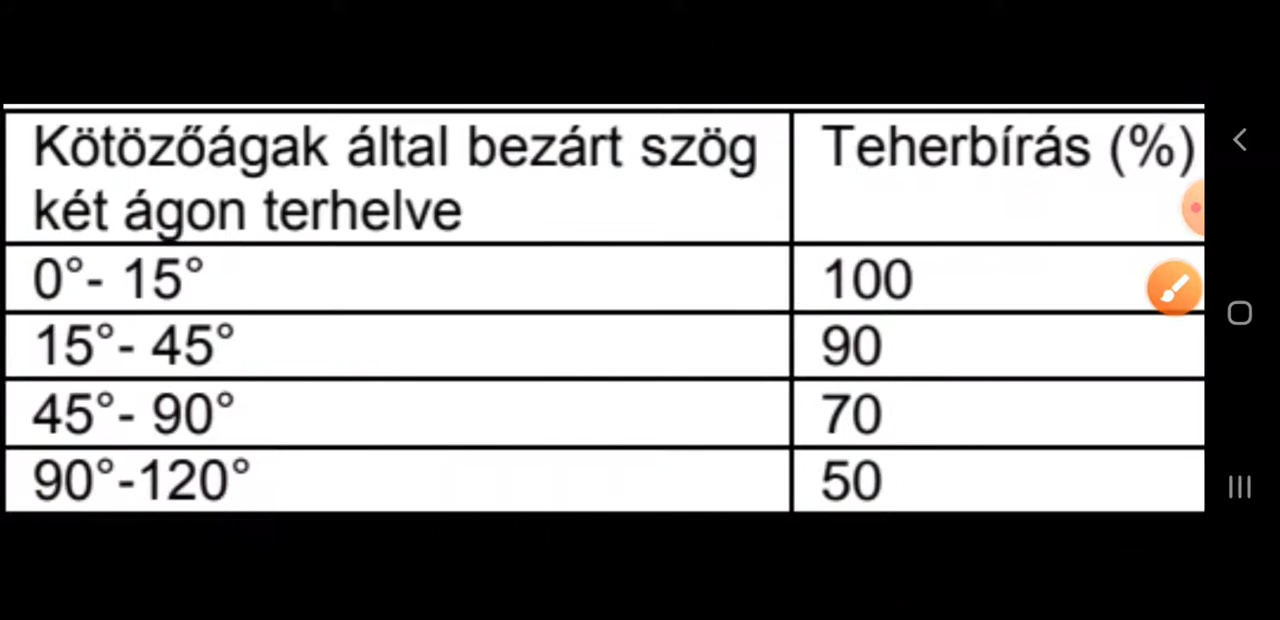 Kötözőágak által bezárt szög Teherbírás (%)
két ágon terhelve
0°- 15° 100
15°- 45° 90
45°- 90° 70
90°-120° 50